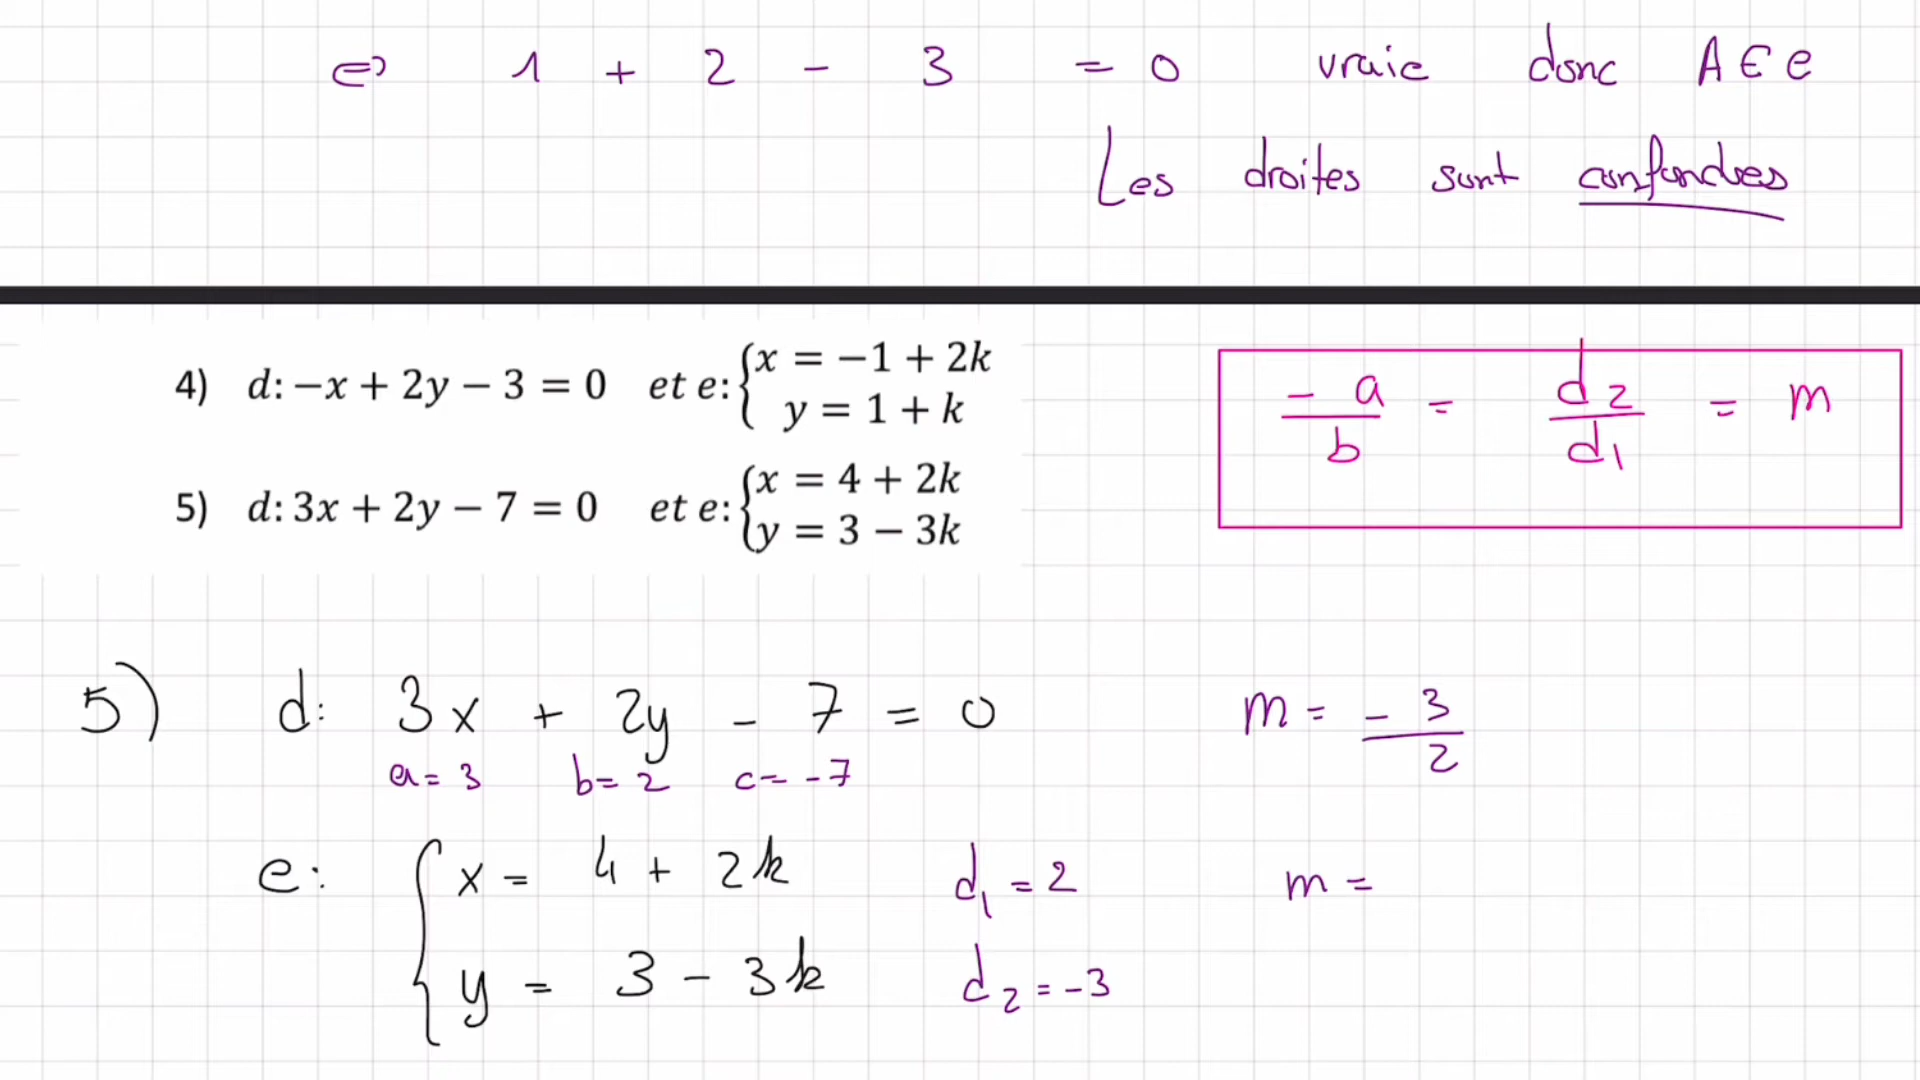 ⇔ 1 + 2 - 3 = 0 vraie donc A ∈ e
Les droites sont confondues
4) d: −x + 2y − 3 = 0 et e: { x = −1 + 2k
y = 1 + k
5) d: 3x + 2y − 7 = 0 et e: { x = 4 + 2k
y = 3 − 3k
-a/b = d2/d1 = m
5) d: 3x + 2y - 7 = 0 m = -3/2
a = 3 b = 2 c = -7
e: { x = 4 + 2k d1 = 2 m =
y = 3 - 3k d2 = -3